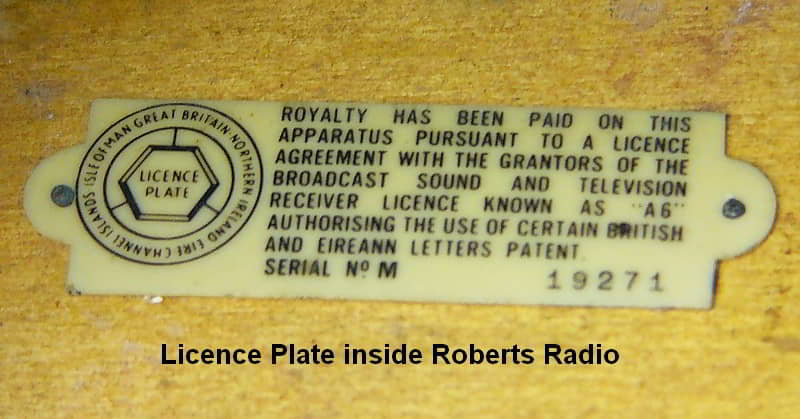 GREAT BRITAIN·NORTHERN IRELAND EIRE CHANNEL ISLANDS ISLE OF MAN
LICENCE
PLATE
ROYALTY HAS BEEN PAID ON THIS
APPARATUS PURSUANT TO A LICENCE
AGREEMENT WITH THE GRANTORS OF THE
BROADCAST SOUND AND TELEVISION
RECEIVER LICENCE KNOWN AS "A6"
AUTHORISING THE USE OF CERTAIN BRITISH
AND EIREANN LETTERS PATENT.
SERIAL Nº M 19271
Licence Plate inside Roberts Radio